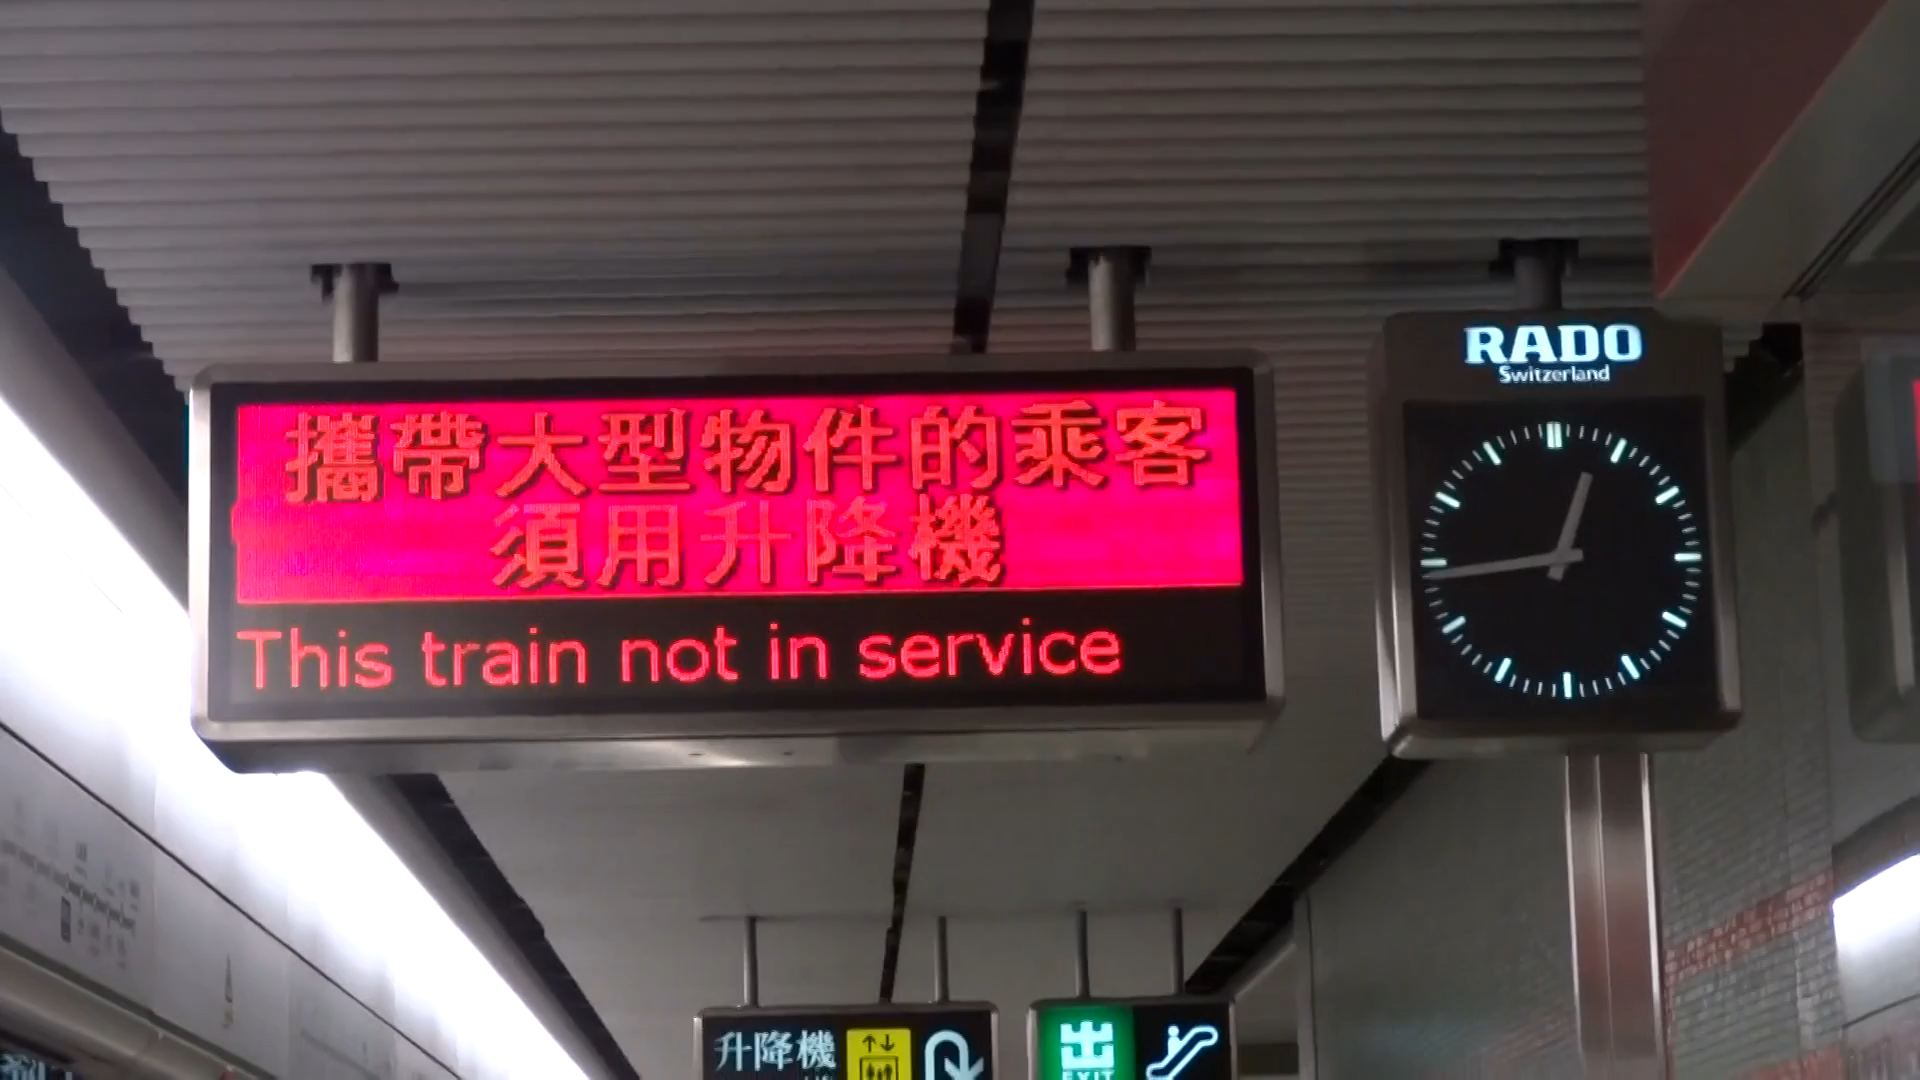 攜帶大型物件的乘客
須用升降機
This train not in service
RADO
Switzerland
升降機
出
EXIT